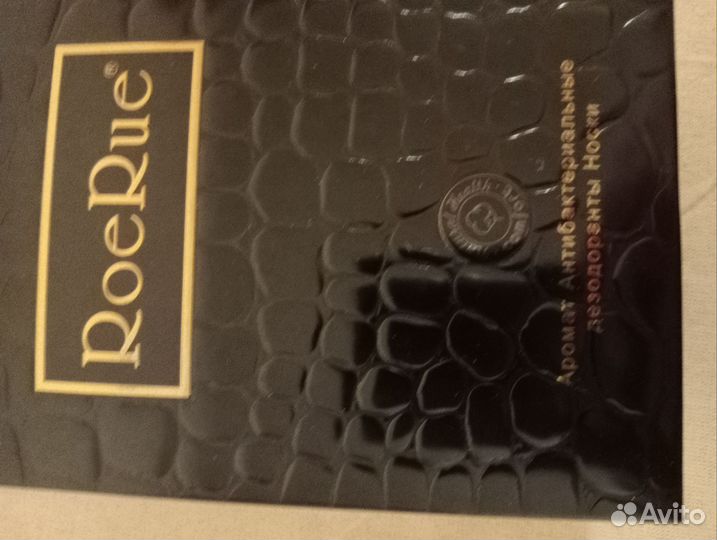 RoeRue®
Аромат Антибактериальные
дезодоранты Носки
Avito